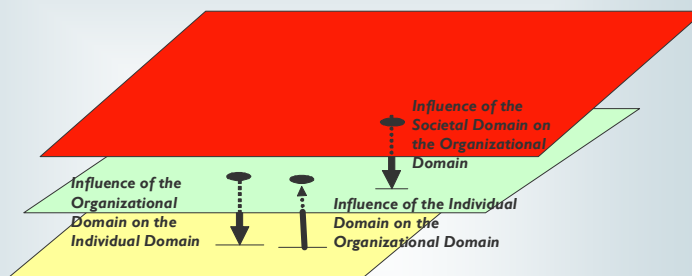 Influence of the
Societal Domain on
the Organizational
Domain
Influence of the
Organizational
Domain on the
Individual Domain
Influence of the Individual
Domain on the
Organizational Domain